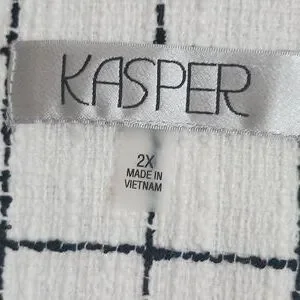 KASPER
2X
MADE IN
VIETNAM